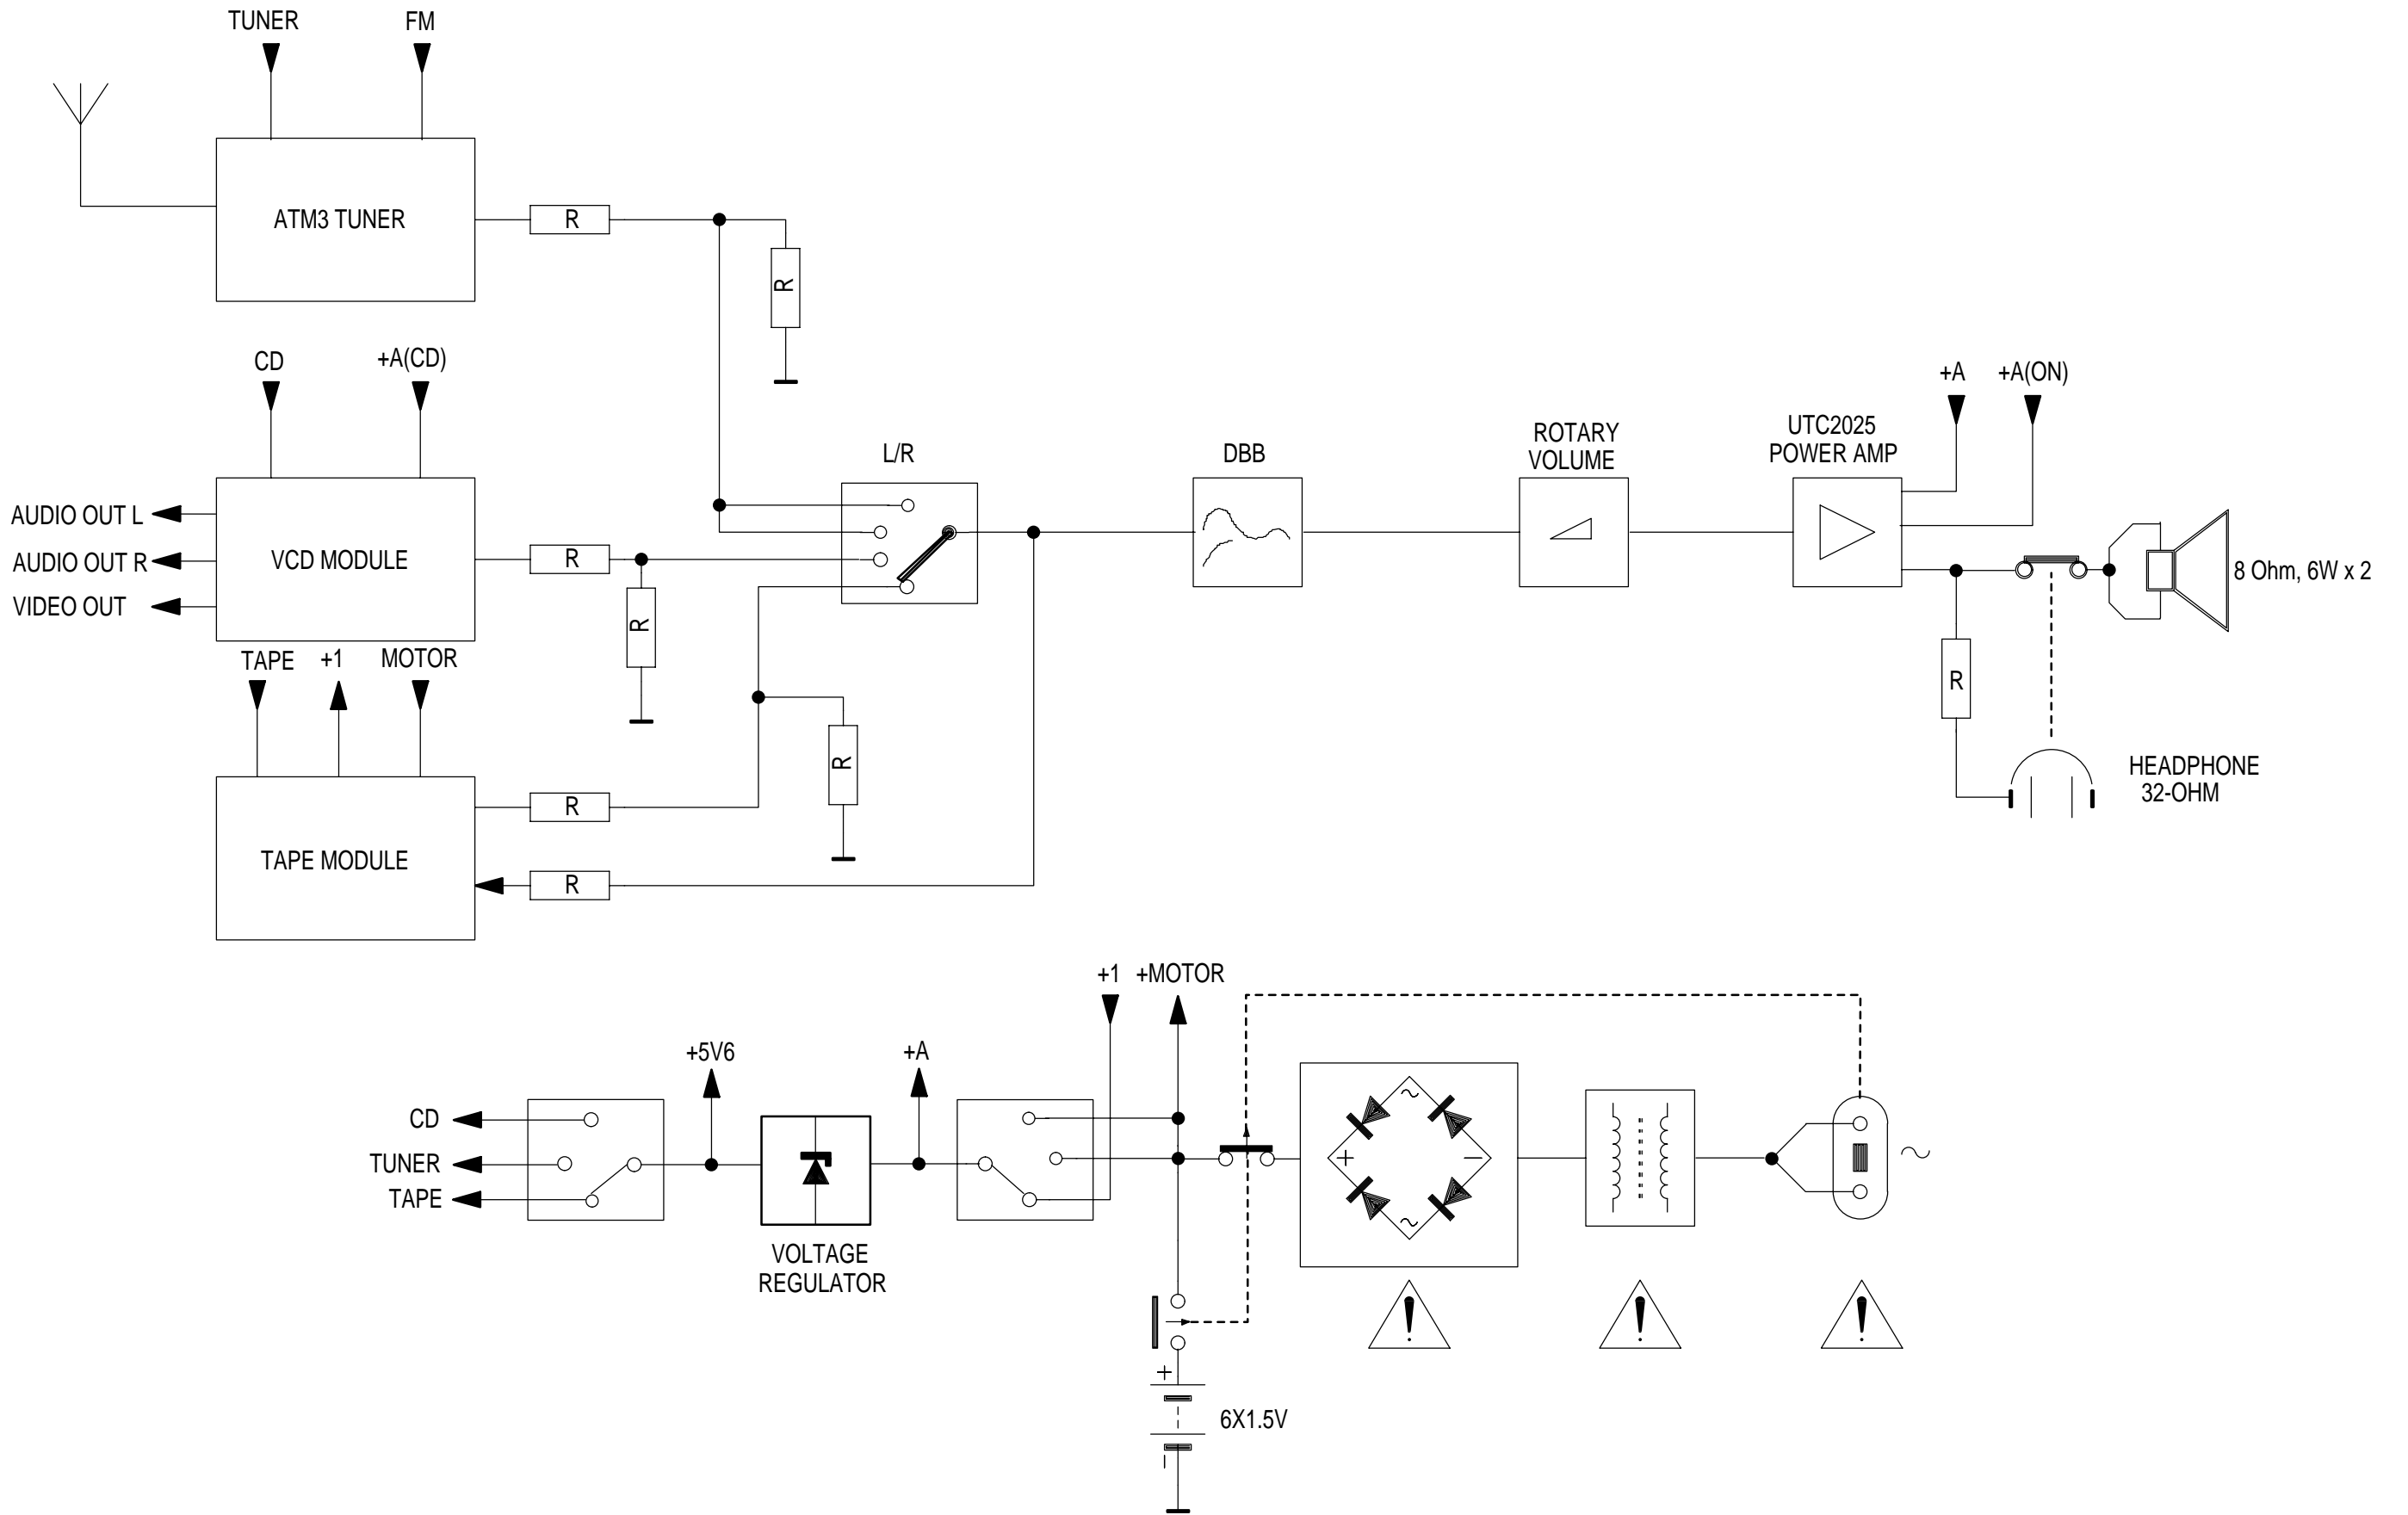 TUNER
FM
ATM3 TUNER
R
R
CD
+A(CD)
AUDIO OUT L
AUDIO OUT R
VIDEO OUT
VCD MODULE
R
R
L/R
DBB
ROTARY
VOLUME
UTC2025
POWER AMP
+A
+A(ON)
8 Ohm, 6W x 2
R
HEADPHONE
32-OHM
TAPE
+1
MOTOR
TAPE MODULE
R
R
R
+1
+MOTOR
+5V6
+A
CD
TUNER
TAPE
VOLTAGE
REGULATOR
+
−
~
~
~
!
!
!
+
6X1.5V
−